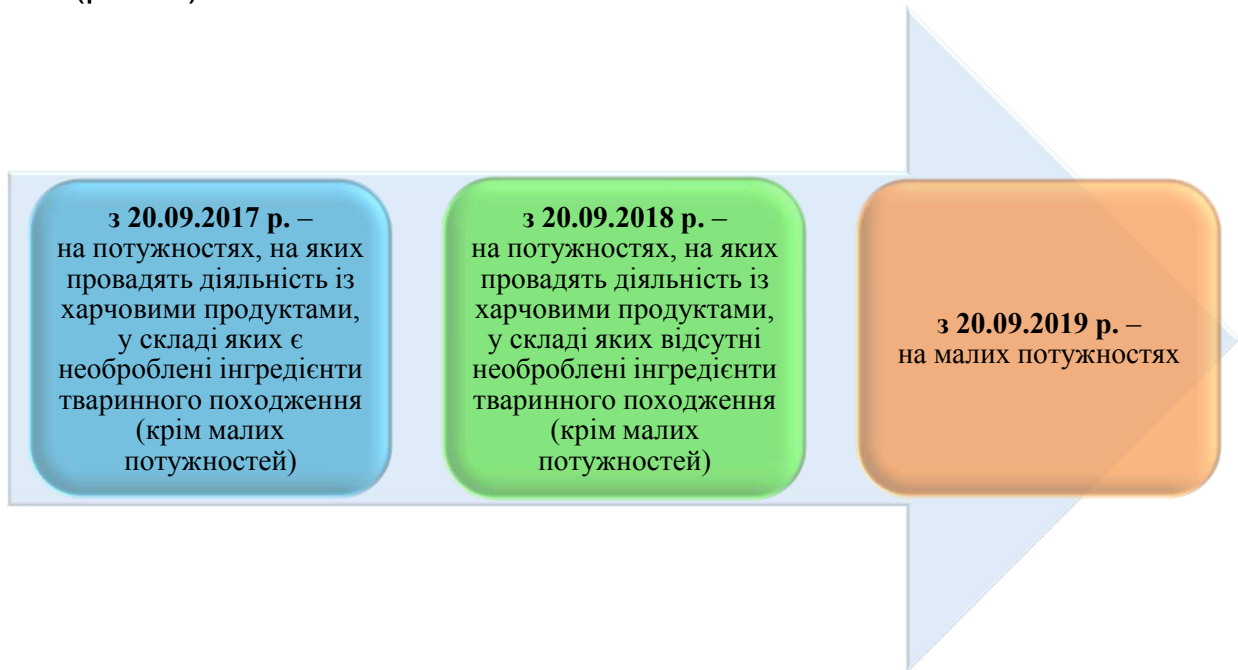 з 20.09.2017 р. –
на потужностях, на яких
провадять діяльність із
харчовими продуктами,
у складі яких є
необроблені інгредієнти
тваринного походження
(крім малих
потужностей)
з 20.09.2018 р. –
на потужностях, на яких
провадять діяльність із
харчовими продуктами,
у складі яких відсутні
необроблені інгредієнти
тваринного походження
(крім малих
потужностей)
з 20.09.2019 р. –
на малих потужностях